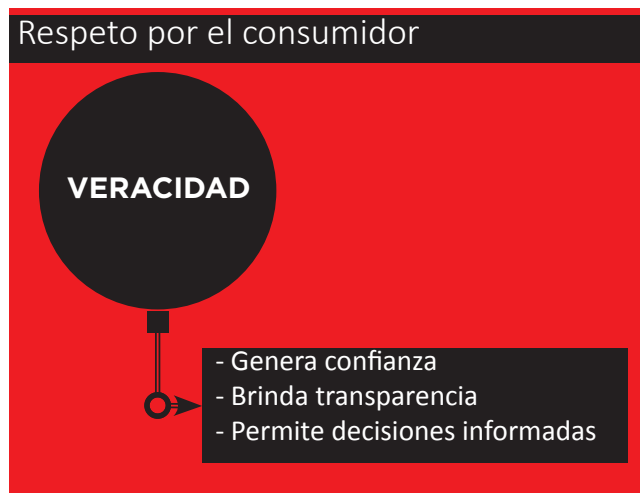 Respeto por el consumidor
VERACIDAD
- Genera confianza
- Brinda transparencia
- Permite decisiones informadas